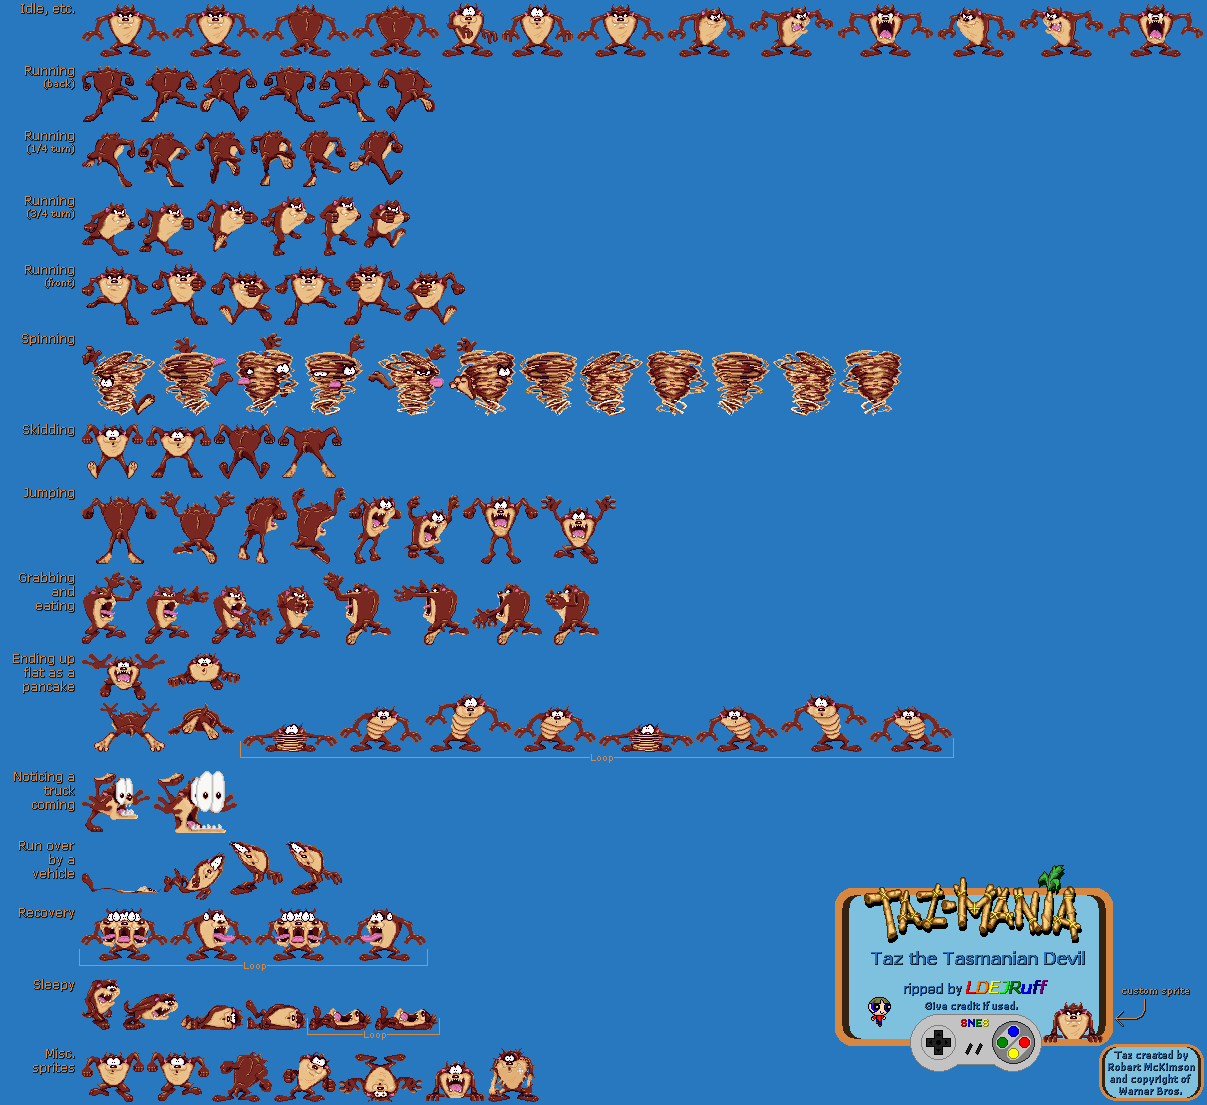 Idle, etc.
Running
(back)
Running
(1/4 turn)
Running
(3/4 turn)
Running
(front)
Spinning
Skidding
Jumping
Grabbing
and
eating
Ending up
flat as a
pancake
Loop
Noticing a
truck
coming
Run over
by a
vehicle
Recovery
Loop
Sleepy
Loop
Misc.
sprites
TAZ-MANIA
Taz the Tasmanian Devil
ripped by LDEJRuff
Give credit if used.
SNES
custom sprite
Taz created by
Robert McKimson
and copyright of
Warner Bros.